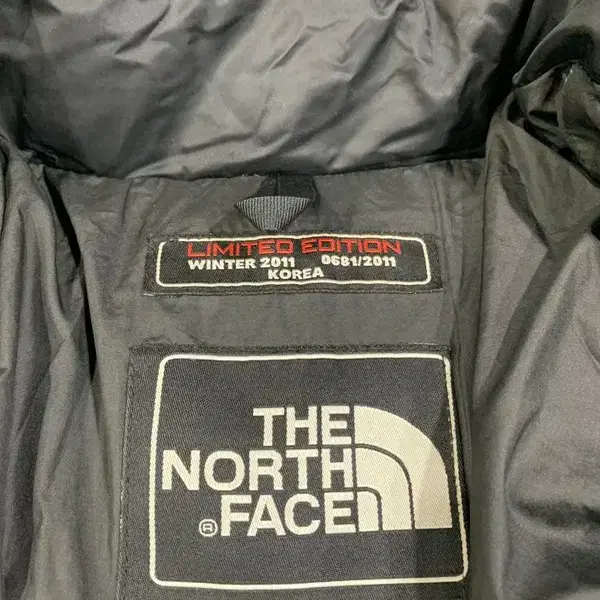 LIMITED EDITION
WINTER 2011 0681/2011
KOREA
THE
NORTH
®FACE